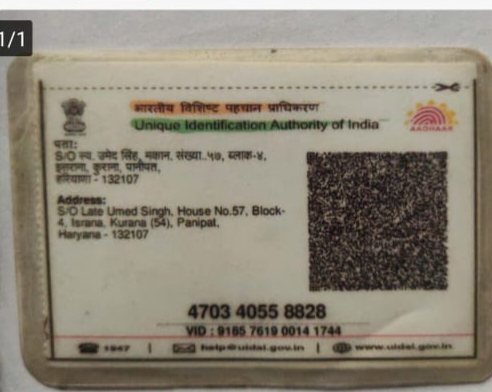 1/1
भारतीय विशिष्ट पहचान प्राधिकरण
Unique Identification Authority of India
AADHAAR
पता:
S/O स्व. उमेद सिंह, मकान. संख्या..५७, ब्लाक-४,
इसराना, कुराना, पानीपत,
हरियाणा - 132107
Address:
S/O Late Umed Singh, House No.57, Block-
4, Israna, Kurana (54), Panipat,
Haryana - 132107
4703 4055 8828
VID : 9185 7619 0014 1744
1947 | help@uidai.gov.in | www.uidai.gov.in